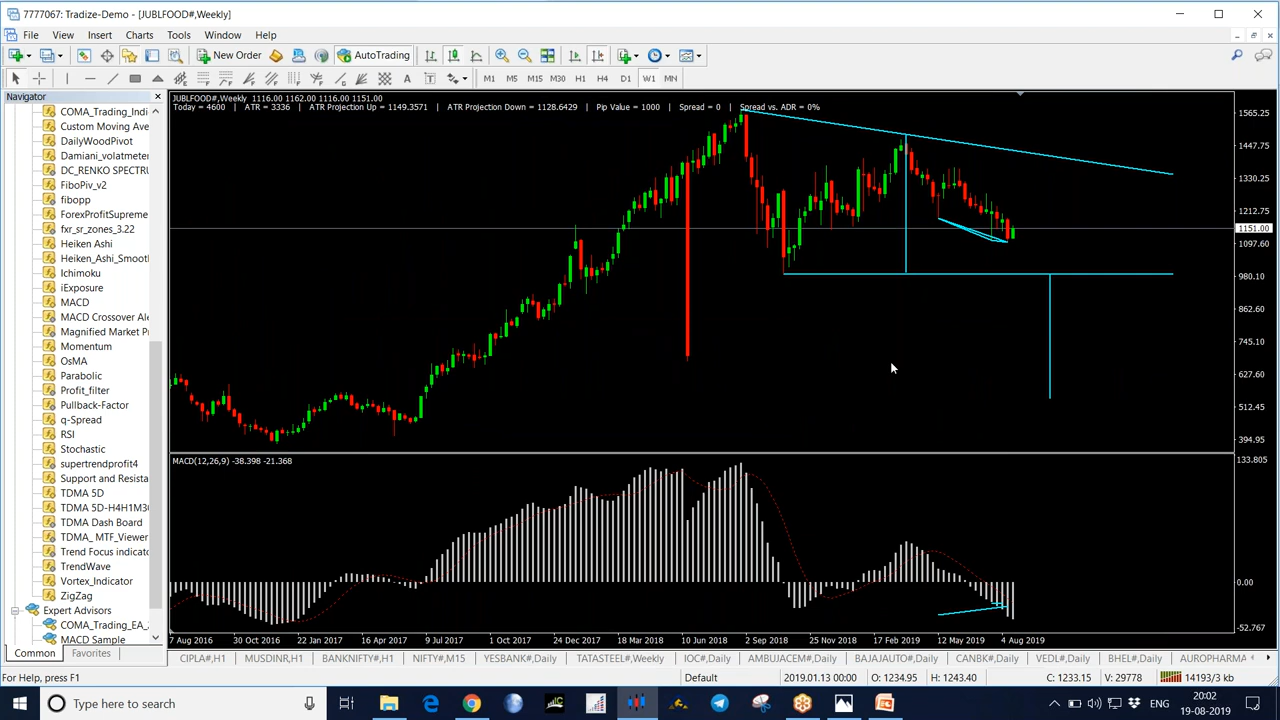 7777067: Tradize-Demo - [JUBLFOOD#,Weekly]
File View Insert Charts Tools Window Help
New Order AutoTrading
A T M1 M5 M15 M30 H1 H4 D1 W1 MN
Navigator
COMA_Trading_Indi
Custom Moving Ave
DailyWoodPivot
Damiani_volatmeter
DC_RENKO SPECTRU
FiboPiv_v2
fibopp
ForexProfitSupreme
fxr_sr_zones_3.22
Heiken Ashi
Heiken_Ashi_Smoot
Ichimoku
iExposure
MACD
MACD Crossover Ale
Magnified Market Pr
Momentum
OsMA
Parabolic
Profit_filter
Pullback-Factor
q-Spread
RSI
Stochastic
supertrendprofit4
Support and Resista
TDMA 5D
TDMA 5D-H4H1M30
TDMA Dash Board
TDMA_ MTF_Viewer
Trend Focus indicato
TrendWave
Vortex_Indicator
ZigZag
Expert Advisors
COMA_Trading_EA_
MACD Sample
Common Favorites
JUBLFOOD#,Weekly 1116.00 1162.00 1116.00 1151.00
Today = 4600 | ATR = 3336 | ATR Projection Up = 1149.3571 | ATR Projection Down = 1128.6429 | Pip Value = 1000 | Spread = 0 | Spread vs. ADR = 0%
1565.25
1447.75
1330.25
1212.75
1151.00
1097.60
980.10
862.60
745.10
627.60
512.45
394.95
MACD(12,26,9) -38.398 -21.368
133.805
0.00
-52.767
7 Aug 2016 30 Oct 2016 22 Jan 2017 16 Apr 2017 9 Jul 2017 1 Oct 2017 24 Dec 2017 18 Mar 2018 10 Jun 2018 2 Sep 2018 25 Nov 2018 17 Feb 2019 12 May 2019 4 Aug 2019
CIPLA#,H1 MUSDINR,H1 BANKNIFTY#,H1 NIFTY#,M15 YESBANK#,Daily TATASTEEL#,Weekly IOC#,Daily AMBUJACEM#,Daily BAJAJAUTO#,Daily CANBK#,Daily VEDL#,Daily BHEL#,Daily AUROPHARMA
For Help, press F1 Default 2019.01.13 00:00 O: 1234.95 H: 1243.40 C: 1233.15 V: 29778 14193/3 kb
Type here to search
ENG
20:02
19-08-2019